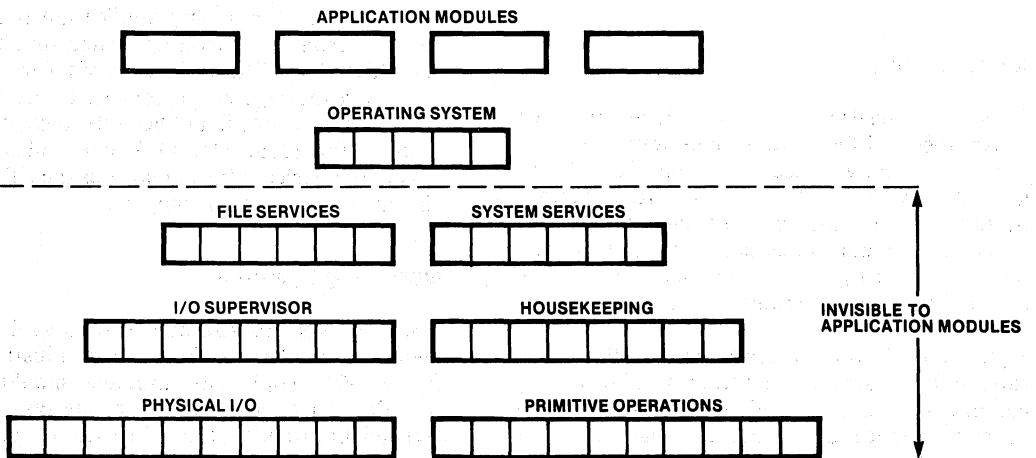 APPLICATION MODULES
OPERATING SYSTEM
FILE SERVICES
SYSTEM SERVICES
I/O SUPERVISOR
HOUSEKEEPING
INVISIBLE TO
APPLICATION MODULES
PHYSICAL I/O
PRIMITIVE OPERATIONS